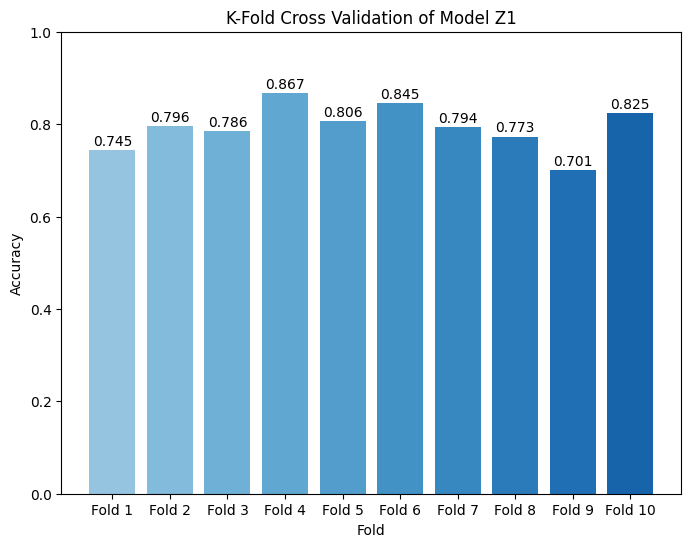 K-Fold Cross Validation of Model Z1
Accuracy
1.0
0.8
0.6
0.4
0.2
0.0
0.745
0.796
0.786
0.867
0.806
0.845
0.794
0.773
0.701
0.825
Fold 1
Fold 2
Fold 3
Fold 4
Fold 5
Fold 6
Fold 7
Fold 8
Fold 9
Fold 10
Fold